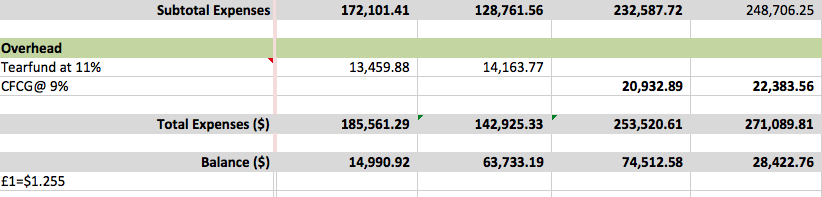 Subtotal Expenses 172,101.41 128,761.56 232,587.72 248,706.25
Overhead
Tearfund at 11% 13,459.88 14,163.77
CFCG@ 9% 20,932.89 22,383.56
Total Expenses ($) 185,561.29 142,925.33 253,520.61 271,089.81
Balance ($) 14,990.92 63,733.19 74,512.58 28,422.76
£1=$1.255